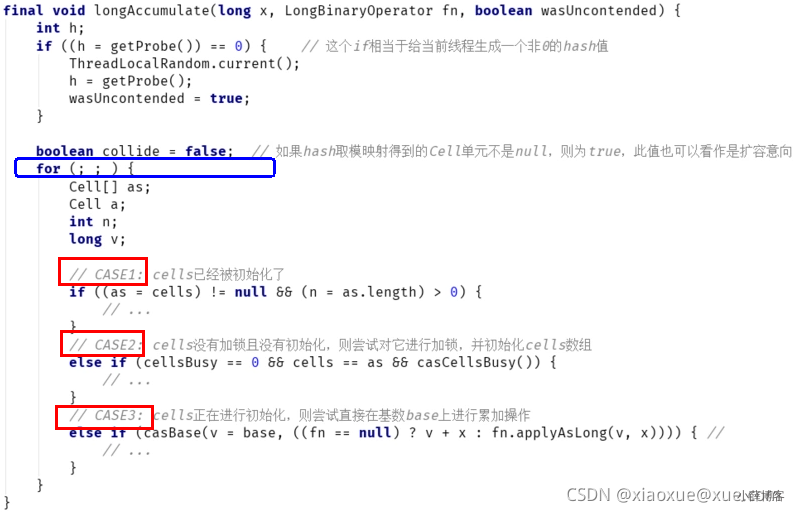 final void longAccumulate(long x, LongBinaryOperator fn, boolean wasUncontended) {
int h;
if ((h = getProbe()) == 0) { // 这个if相当于给当前线程生成一个非0的hash值
ThreadLocalRandom.current();
h = getProbe();
wasUncontended = true;
}
boolean collide = false; // 如果hash取模映射得到的Cell单元不是null，则为true，此值也可以看作是扩容意向
for (; ; ) {
Cell[] as;
Cell a;
int n;
long v;
// CASE1: cells已经被初始化了
if ((as = cells) != null && (n = as.length) > 0) {
// ...
}
// CASE2: cells没有加锁且没有初始化，则尝试对它进行加锁，并初始化cells数组
else if (cellsBusy == 0 && cells == as && casCellsBusy()) {
// ...
}
// CASE3: cells正在进行初始化，则尝试直接在基数base上进行累加操作
else if (casBase(v = base, ((fn == null) ? v + x : fn.applyAsLong(v, x)))) { //
// ...
}
}
}
CSDN @xiaoxue@xue
小薛博客